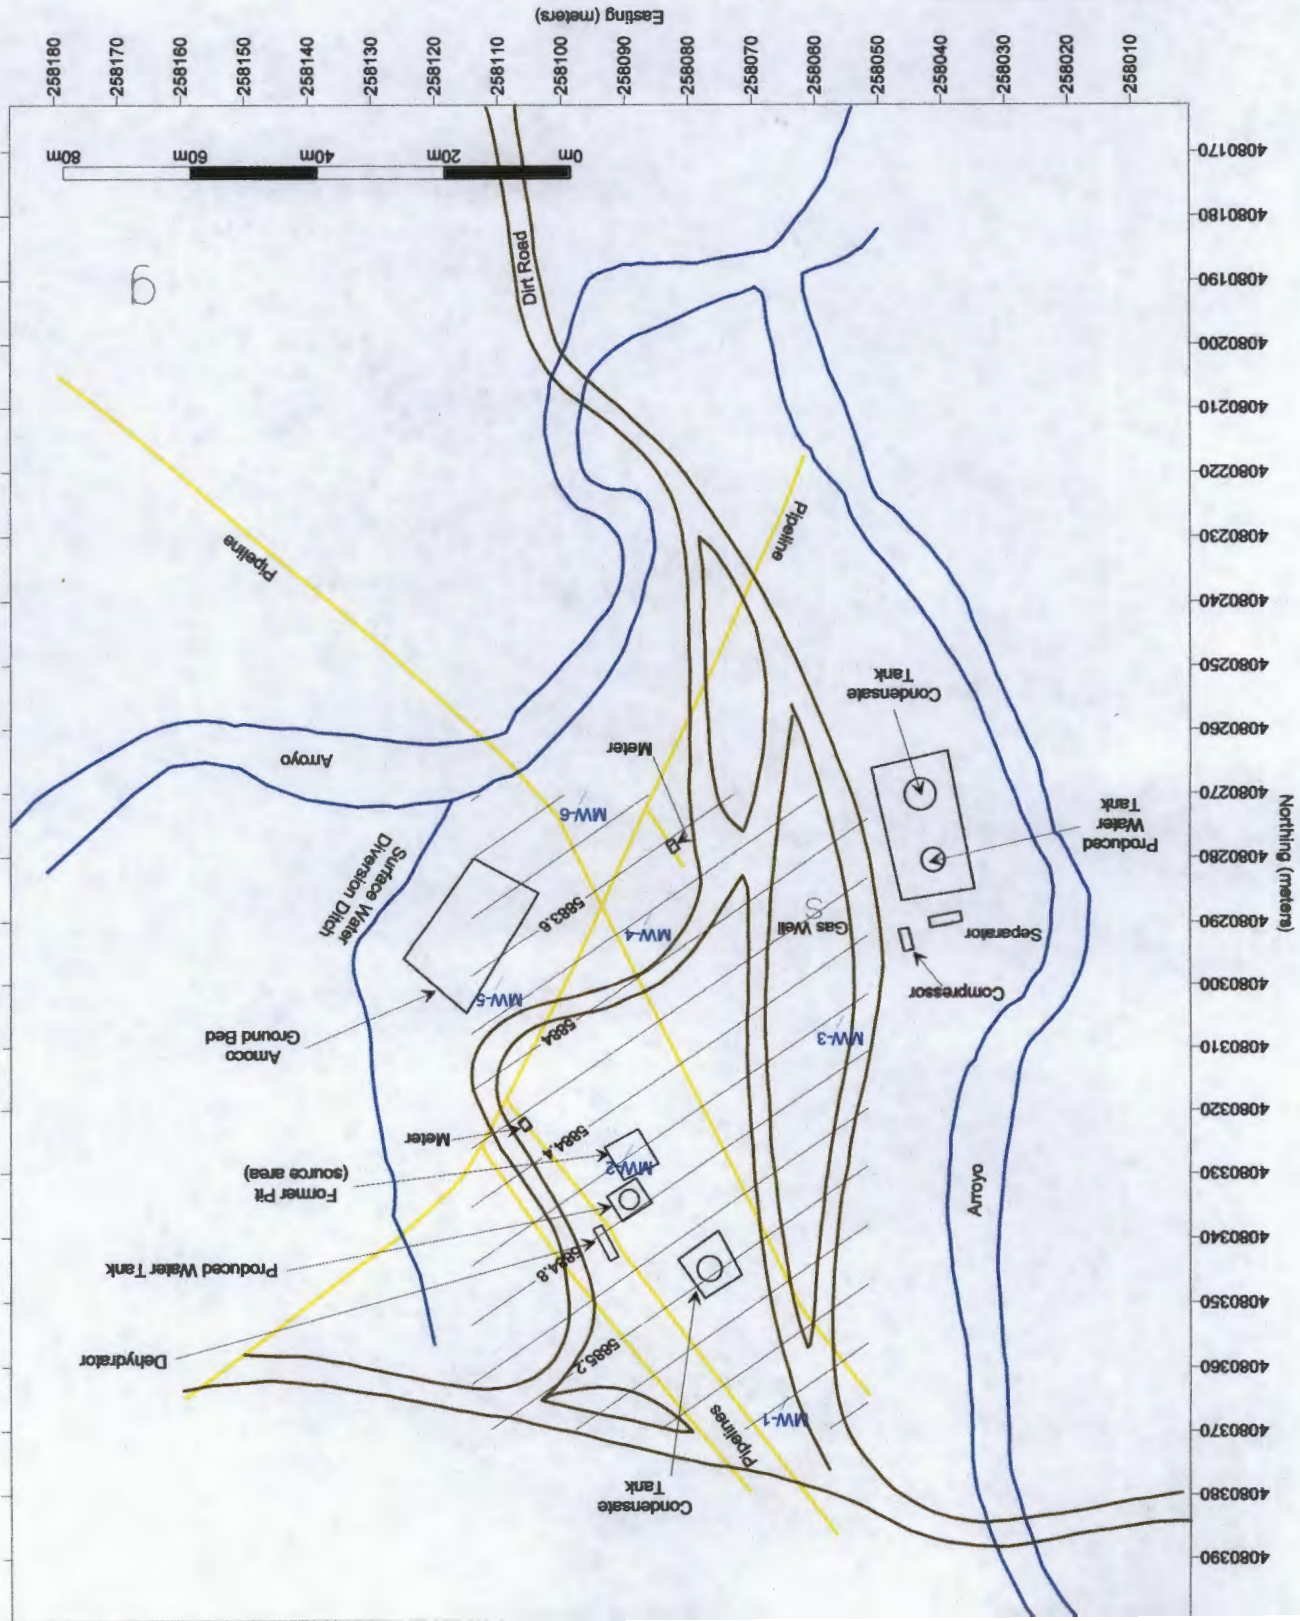 4080390
4080380
4080370
4080360
4080350
4080340
4080330
4080320
4080310
4080300
4080290
4080280
4080270
4080260
4080250
4080240
4080230
4080220
4080210
4080200
4080190
4080180
4080170
Northing (meters)
Condensate
Tank
Pipelines
MW-1
5885.2
Dehydrator
Produced Water Tank
Former Pit
(source area)
Meter
5884.8
MW-2
5884.4
Arroyo
Amoco
Ground Bed
5884
MW-3
Compressor
Separator
Gas Well
MW-5
MW-4
5883.6
MW-6
Surface Water
Diversion Ditch
Produced
Water
Tank
Meter
Arroyo
Condensate
Tank
Pipeline
Pipeline
Dirt Road
0m
20m
40m
60m
80m
258010
258020
258030
258040
258050
258060
258070
258080
258090
258100
258110
258120
258130
258140
258150
258160
258170
258180
Easting (meters)